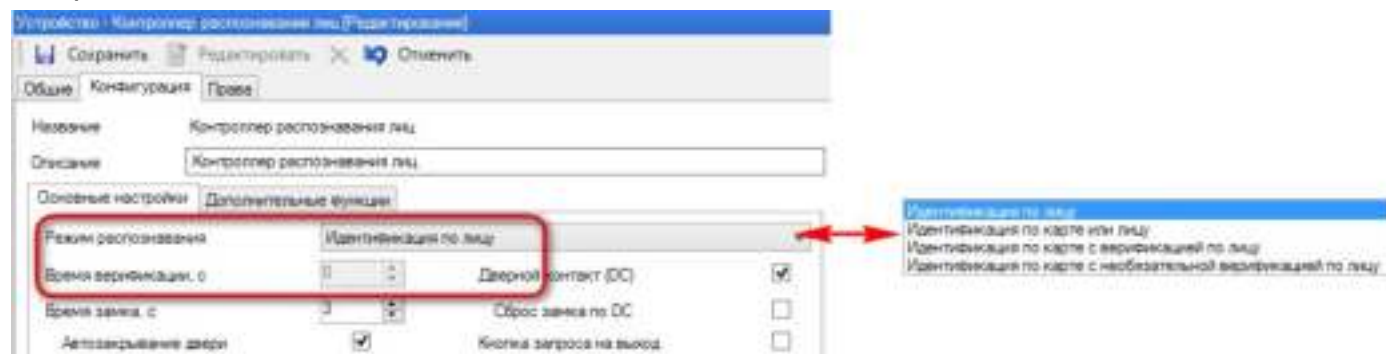 Устройство - Контроллер распознавания лиц [Редактирование]
Сохранить Редактировать Отменить
Общие Конфигурация Права
Название Контроллер распознавания лиц
Описание Контроллер распознавания лиц
Основные настройки Дополнительные функции
Режим распознавания Идентификация по лицу
Идентификация по лицу
Идентификация по карте или лицу
Идентификация по карте с верификацией по лицу
Идентификация по карте с необязательной верификацией по лицу
Время верификации, с 0 Дверной контакт (DC)
Время замка, с 3 Сброс замка по DC
Автозакрывание двери Кнопка запроса на выход